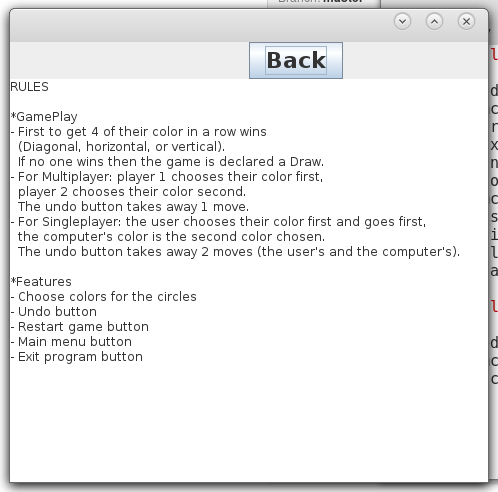 Branch: master
Back
RULES
*GamePlay
- First to get 4 of their color in a row wins
(Diagonal, horizontal, or vertical).
If no one wins then the game is declared a Draw.
- For Multiplayer: player 1 chooses their color first,
player 2 chooses their color second.
The undo button takes away 1 move.
- For Singleplayer: the user chooses their color first and goes first,
the computer's color is the second color chosen.
The undo button takes away 2 moves (the user's and the computer's).
*Features
- Choose colors for the circles
- Undo button
- Restart game button
- Main menu button
- Exit program button